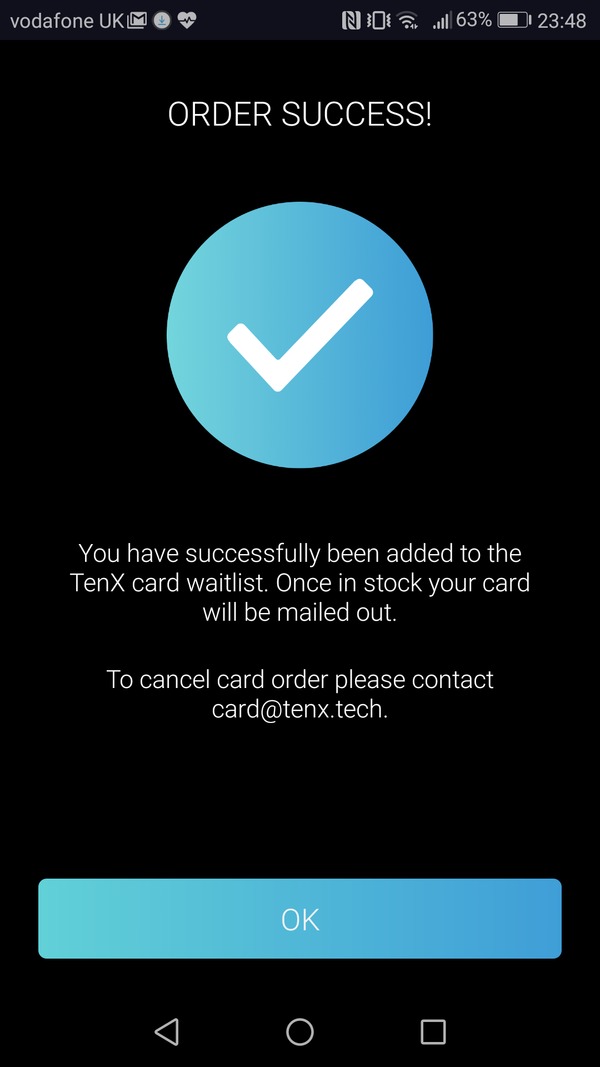 vodafone UK 63% 23:48
ORDER SUCCESS!
You have successfully been added to the
TenX card waitlist. Once in stock your card
will be mailed out.
To cancel card order please contact
card@tenx.tech.
OK